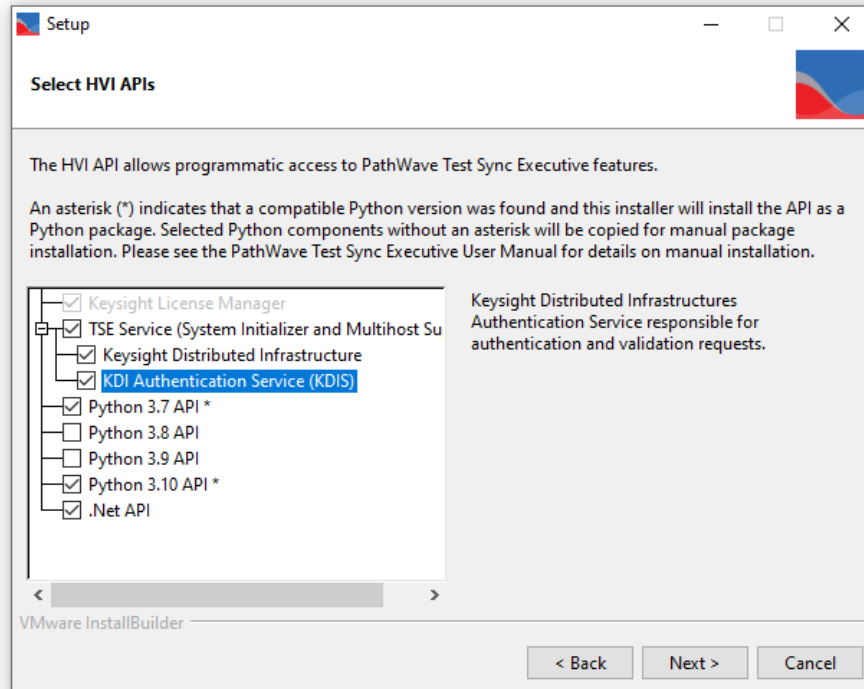 Setup
Select HVI APIs
The HVI API allows programmatic access to PathWave Test Sync Executive features.
An asterisk (*) indicates that a compatible Python version was found and this installer will install the API as a
Python package. Selected Python components without an asterisk will be copied for manual package
installation. Please see the PathWave Test Sync Executive User Manual for details on manual installation.
Keysight License Manager
TSE Service (System Initializer and Multihost Su
Keysight Distributed Infrastructure
KDI Authentication Service (KDIS)
Python 3.7 API *
Python 3.8 API
Python 3.9 API
Python 3.10 API *
.Net API
Keysight Distributed Infrastructures
Authentication Service responsible for
authentication and validation requests.
VMware InstallBuilder
< Back
Next >
Cancel